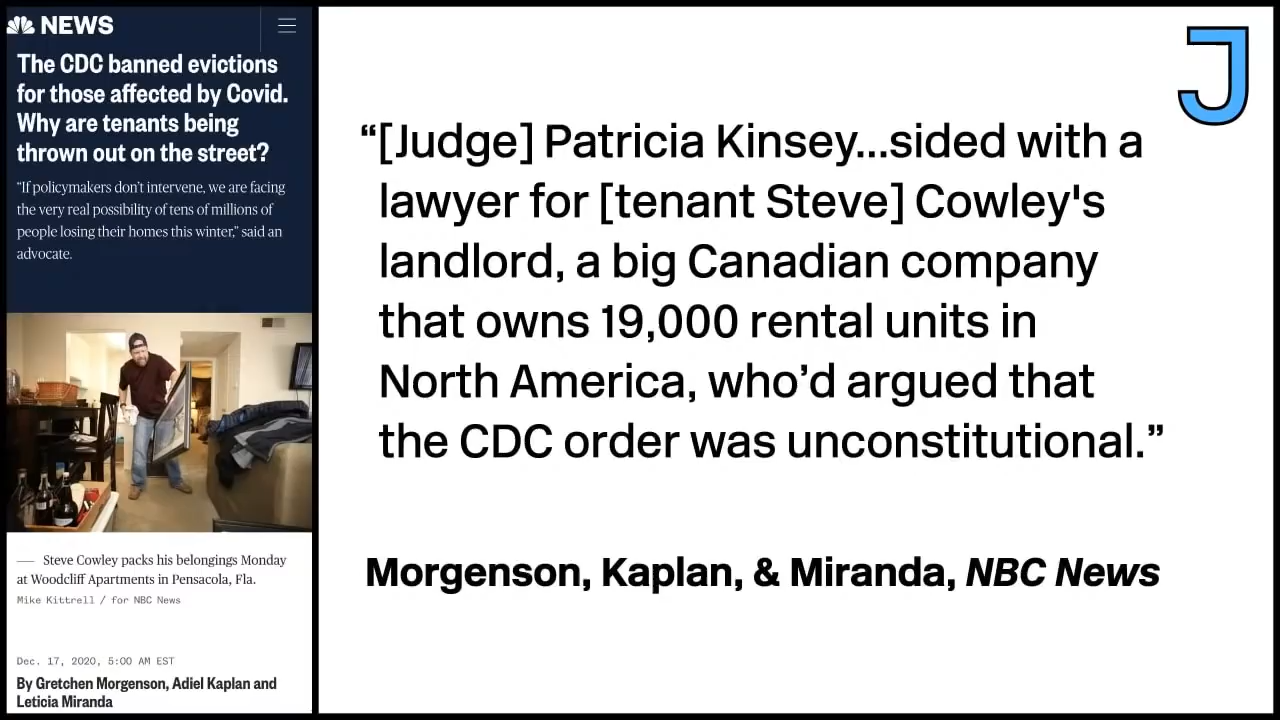 NEWS
The CDC banned evictions
for those affected by Covid.
Why are tenants being
thrown out on the street?
“If policymakers don’t intervene, we are facing
the very real possibility of tens of millions of
people losing their homes this winter,” said an
advocate.
— Steve Cowley packs his belongings Monday
at Woodcliff Apartments in Pensacola, Fla.
Mike Kittrell / for NBC News
Dec. 17, 2020, 5:00 AM EST
By Gretchen Morgenson, Adiel Kaplan and
Leticia Miranda
J
“[Judge] Patricia Kinsey...sided with a
lawyer for [tenant Steve] Cowley's
landlord, a big Canadian company
that owns 19,000 rental units in
North America, who’d argued that
the CDC order was unconstitutional.”
Morgenson, Kaplan, & Miranda, NBC News